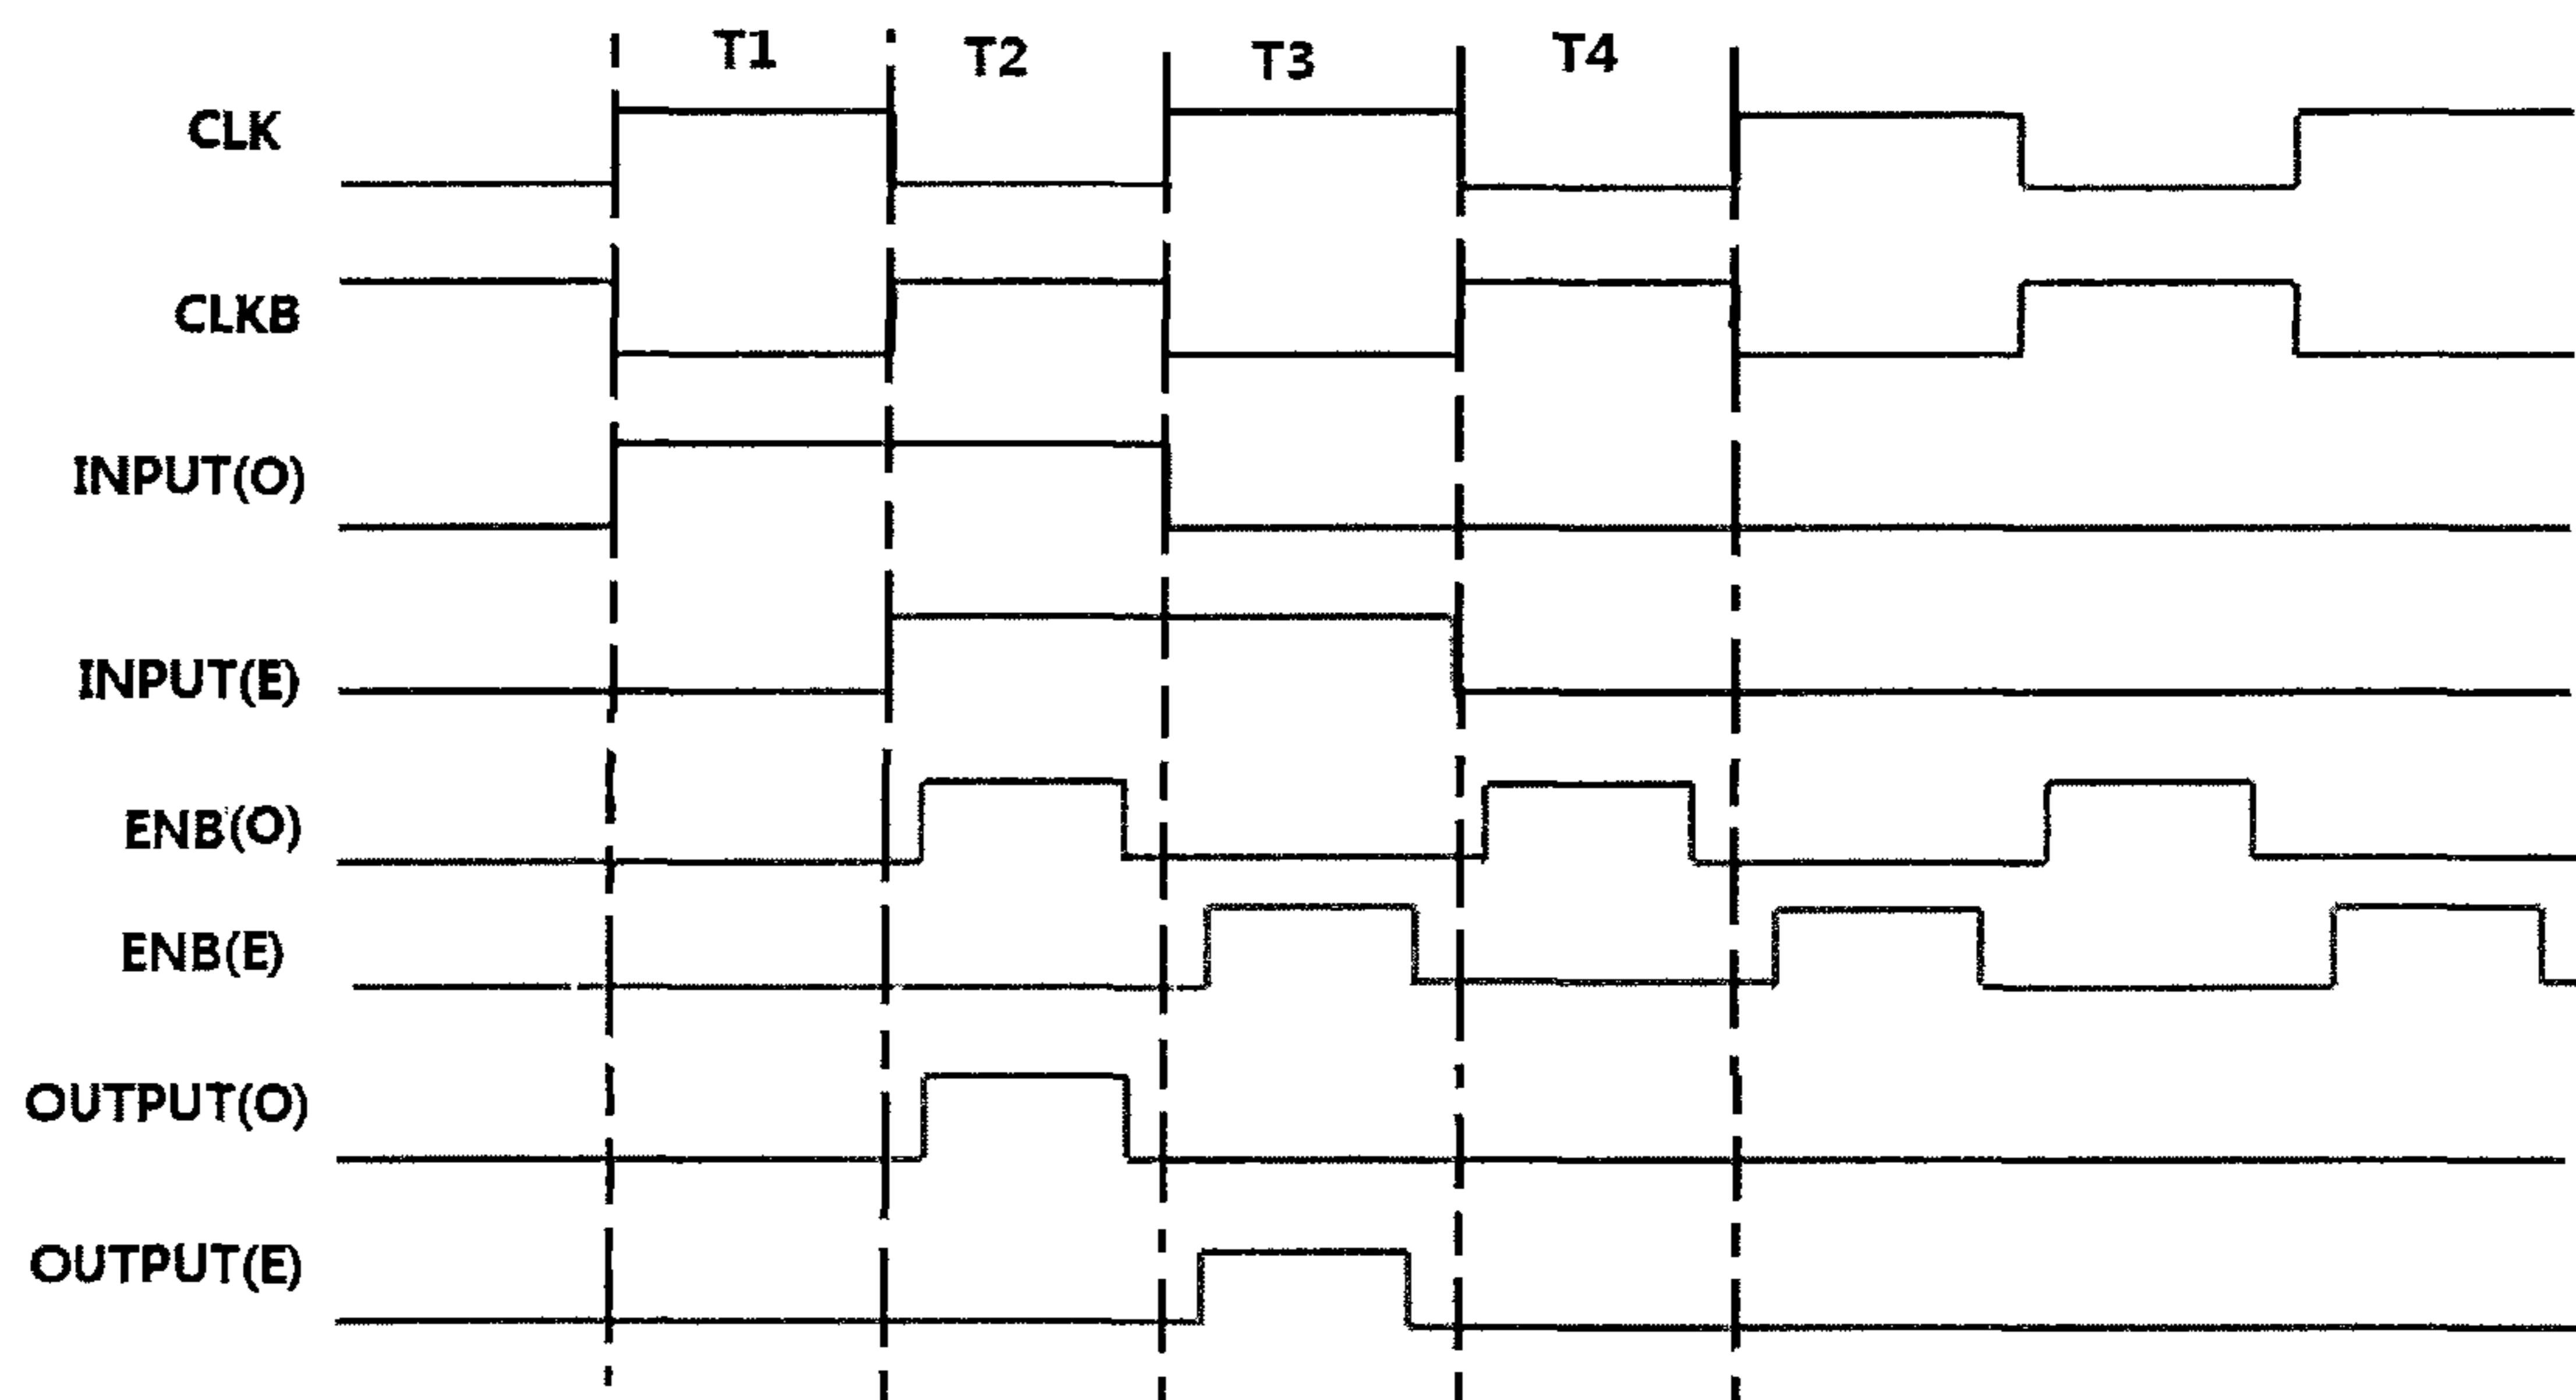 T1 T2 T3 T4
CLK
CLKB
INPUT(O)
INPUT(E)
ENB(O)
ENB(E)
OUTPUT(O)
OUTPUT(E)